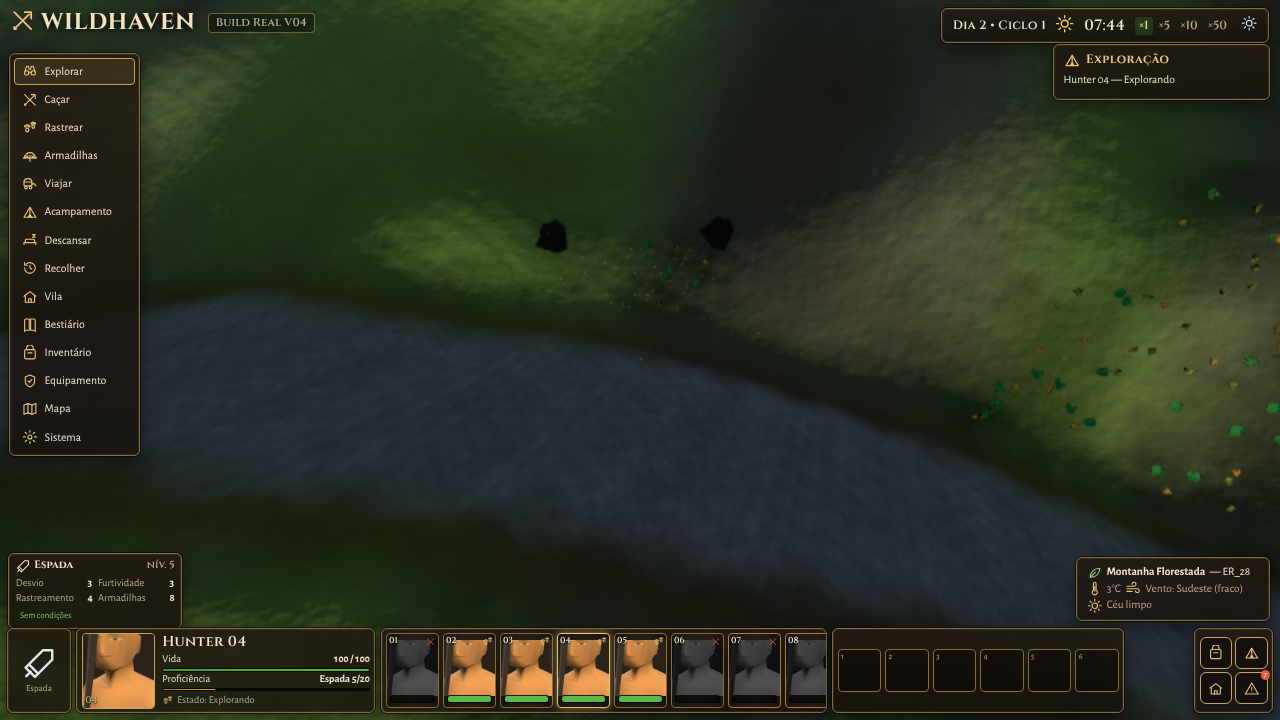 WILDHAVEN
Build Real V04
Dia 2 • Ciclo 1
07:44
×1 ×5 ×10 ×50
Exploração
Hunter 04 — Explorando
Explorar
Caçar
Rastrear
Armadilhas
Viajar
Acampamento
Descansar
Recolher
Vila
Bestiário
Inventário
Equipamento
Mapa
Sistema
Espada NÍV. 5
Desvio 3 Furtividade 3
Rastreamento 4 Armadilhas 8
Sem condições
Montanha Florestada — ER_28
3°C Vento: Sudeste (fraco)
Céu limpo
Espada
04
Hunter 04
Vida 100/100
Proficiência Espada 5/20
Estado: Explorando
01 02 03 04 05 06 07 08
1 2 3 4 5 6
7